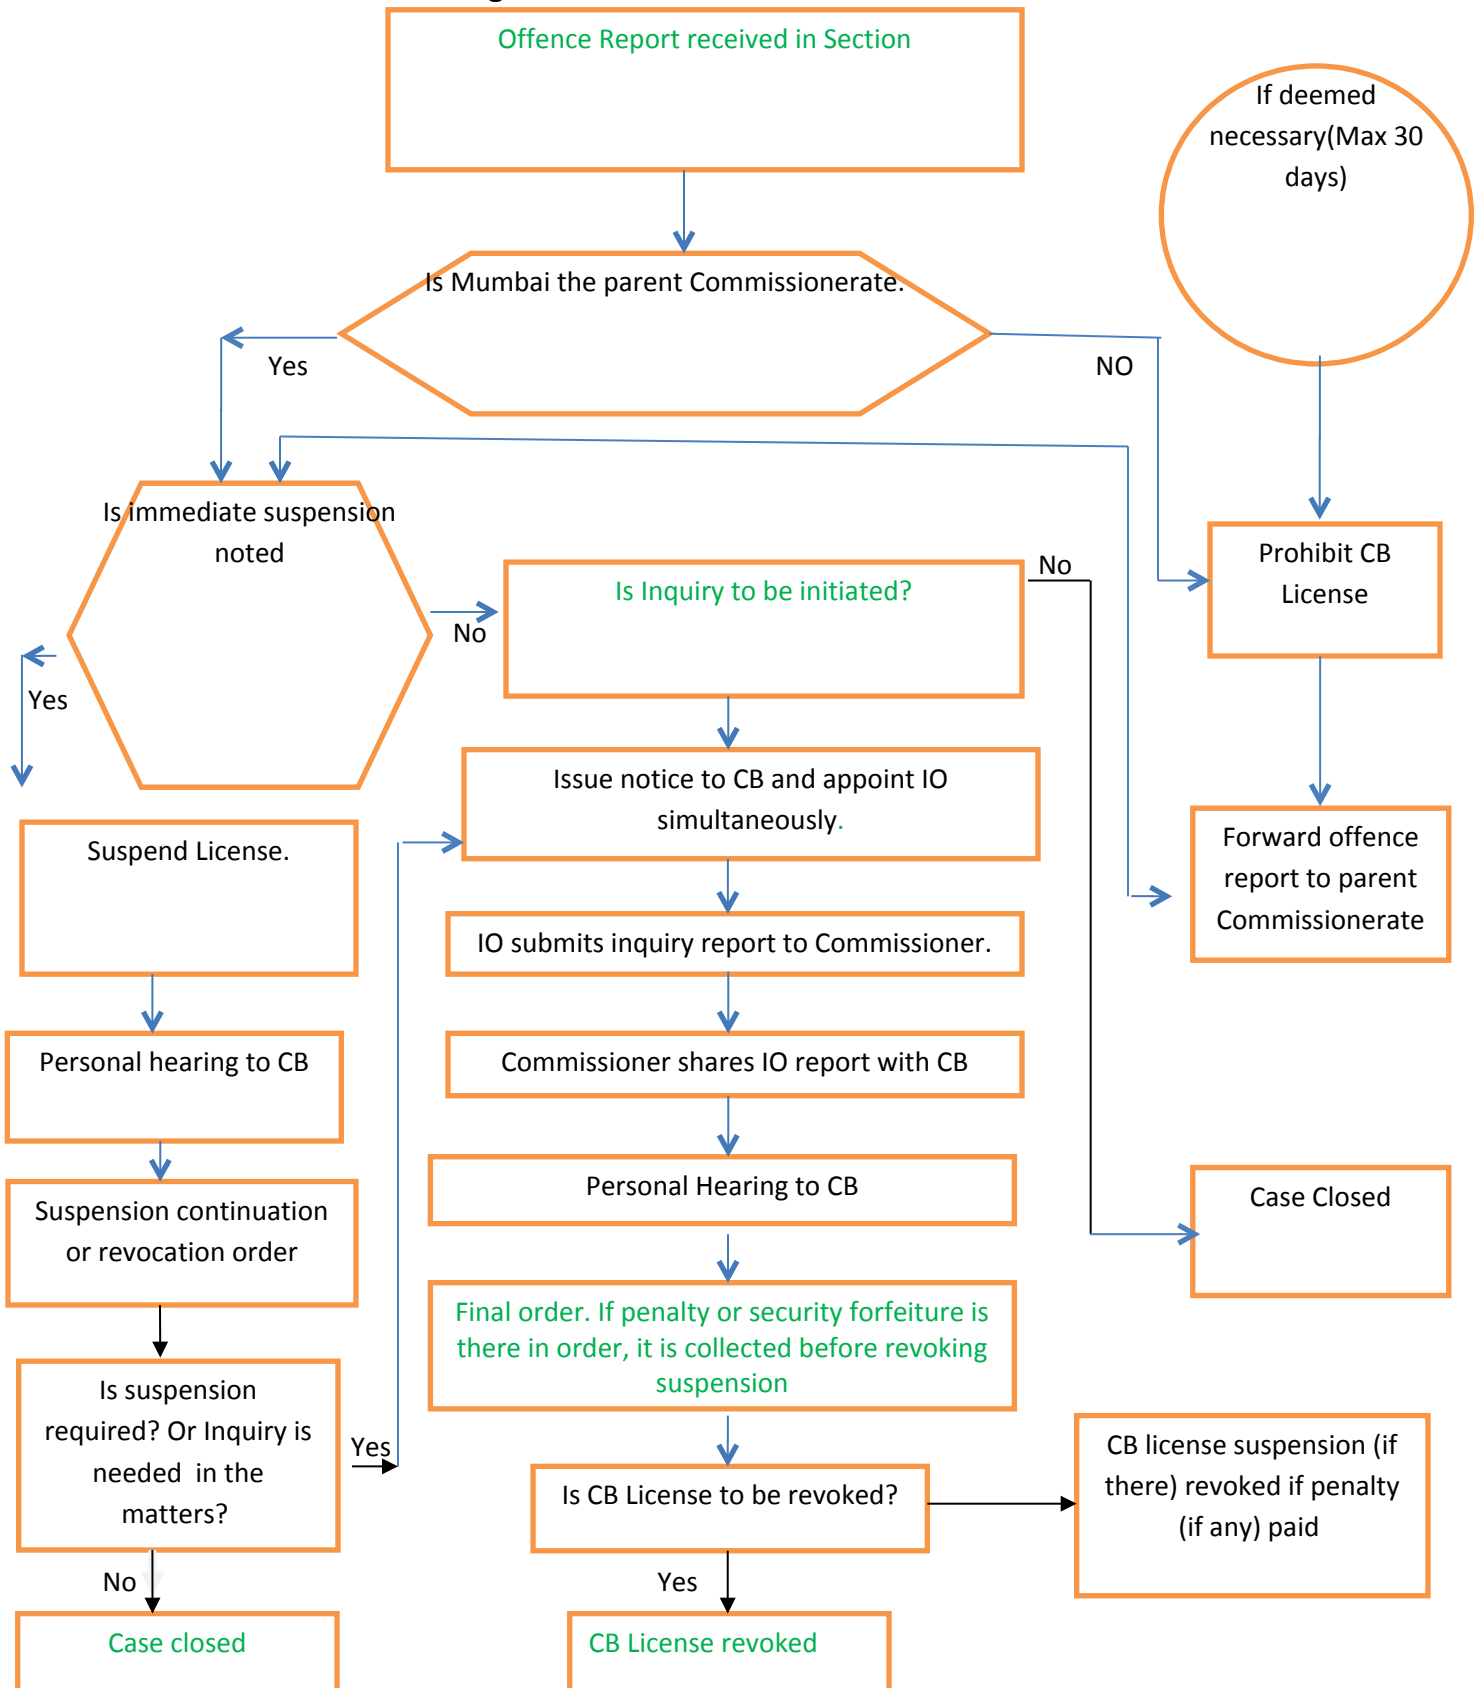 Offence Report received in Section
If deemed
necessary(Max 30
days)
Is Mumbai the parent Commissionerate.
Yes
NO
Is immediate suspension
noted
No
Yes
Is Inquiry to be initiated?
No
Prohibit CB
License
Issue notice to CB and appoint IO
simultaneously.
Suspend License.
Forward offence
report to parent
Commissionerate
IO submits inquiry report to Commissioner.
Personal hearing to CB
Commissioner shares IO report with CB
Personal Hearing to CB
Case Closed
Suspension continuation
or revocation order
Final order. If penalty or security forfeiture is
there in order, it is collected before revoking
suspension
Is suspension
required? Or Inquiry is
needed in the
matters?
Yes
No
Is CB License to be revoked?
Yes
CB license suspension (if
there) revoked if penalty
(if any) paid
Case closed
CB License revoked